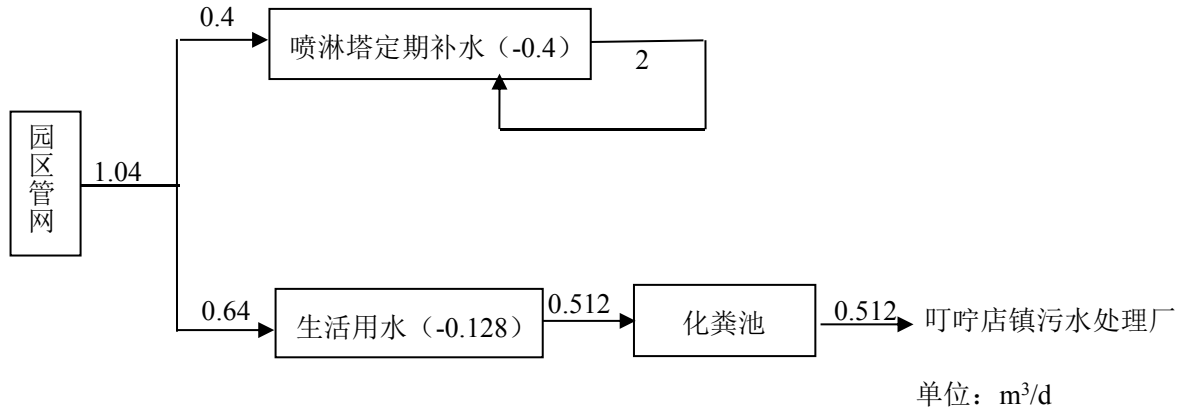 0.4
喷淋塔定期补水（-0.4）
2
园区管网
1.04
0.64
生活用水（-0.128）
0.512
化粪池
0.512
叮咛店镇污水处理厂
单位：m³/d